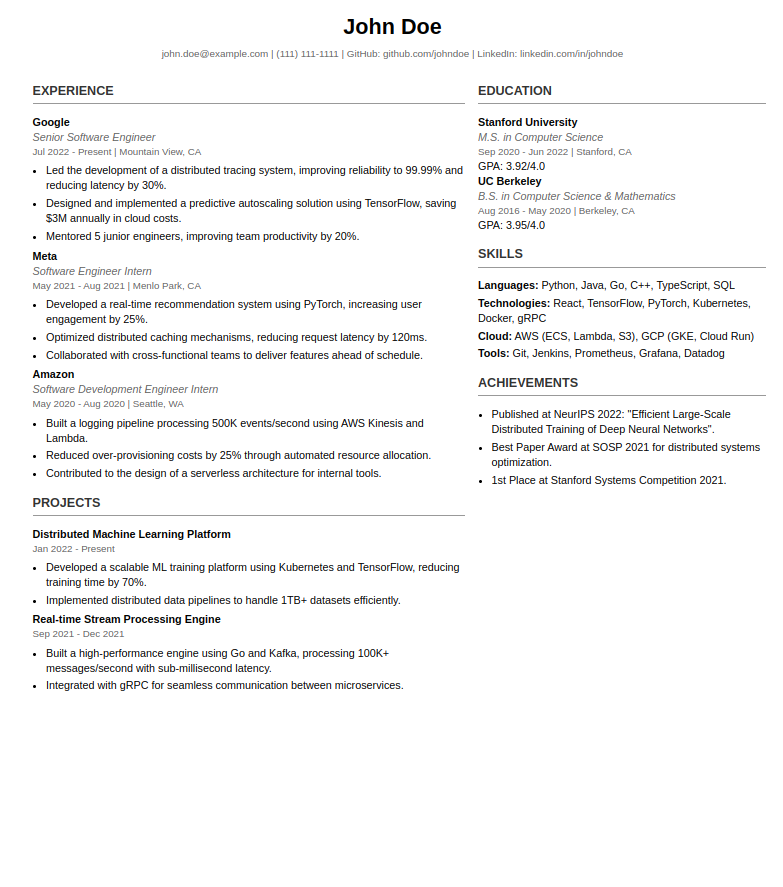 John Doe
john.doe@example.com | (111) 111-1111 | GitHub: github.com/johndoe | LinkedIn: linkedin.com/in/johndoe
EXPERIENCE
Google
Senior Software Engineer
Jul 2022 - Present | Mountain View, CA
• Led the development of a distributed tracing system, improving reliability to 99.99% and
reducing latency by 30%.
• Designed and implemented a predictive autoscaling solution using TensorFlow, saving
$3M annually in cloud costs.
• Mentored 5 junior engineers, improving team productivity by 20%.
Meta
Software Engineer Intern
May 2021 - Aug 2021 | Menlo Park, CA
• Developed a real-time recommendation system using PyTorch, increasing user
engagement by 25%.
• Optimized distributed caching mechanisms, reducing request latency by 120ms.
• Collaborated with cross-functional teams to deliver features ahead of schedule.
Amazon
Software Development Engineer Intern
May 2020 - Aug 2020 | Seattle, WA
• Built a logging pipeline processing 500K events/second using AWS Kinesis and
Lambda.
• Reduced over-provisioning costs by 25% through automated resource allocation.
• Contributed to the design of a serverless architecture for internal tools.
PROJECTS
Distributed Machine Learning Platform
Jan 2022 - Present
• Developed a scalable ML training platform using Kubernetes and TensorFlow, reducing
training time by 70%.
• Implemented distributed data pipelines to handle 1TB+ datasets efficiently.
Real-time Stream Processing Engine
Sep 2021 - Dec 2021
• Built a high-performance engine using Go and Kafka, processing 100K+
messages/second with sub-millisecond latency.
• Integrated with gRPC for seamless communication between microservices.
EDUCATION
Stanford University
M.S. in Computer Science
Sep 2020 - Jun 2022 | Stanford, CA
GPA: 3.92/4.0
UC Berkeley
B.S. in Computer Science & Mathematics
Aug 2016 - May 2020 | Berkeley, CA
GPA: 3.95/4.0
SKILLS
Languages: Python, Java, Go, C++, TypeScript, SQL
Technologies: React, TensorFlow, PyTorch, Kubernetes,
Docker, gRPC
Cloud: AWS (ECS, Lambda, S3), GCP (GKE, Cloud Run)
Tools: Git, Jenkins, Prometheus, Grafana, Datadog
ACHIEVEMENTS
• Published at NeurIPS 2022: "Efficient Large-Scale
Distributed Training of Deep Neural Networks".
• Best Paper Award at SOSP 2021 for distributed systems
optimization.
• 1st Place at Stanford Systems Competition 2021.